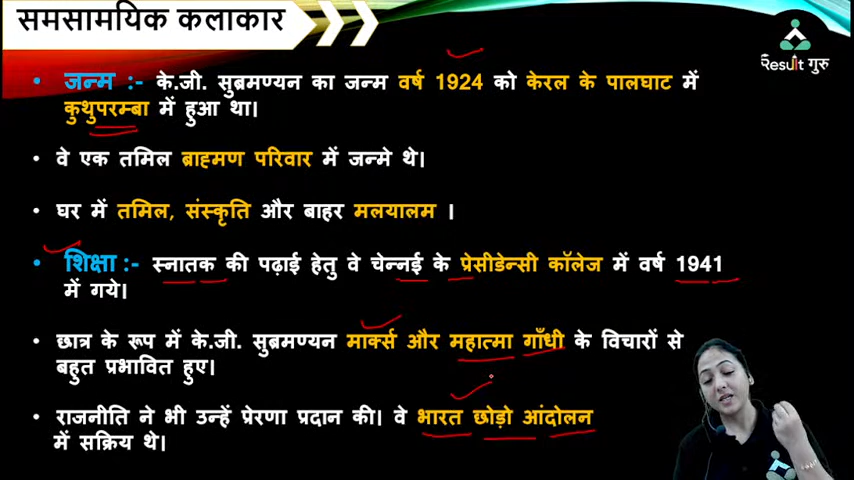 समसामयिक कलाकार
Result गुरु
• जन्म :- के.जी. सुब्रमण्यन का जन्म वर्ष 1924 को केरल के पालघाट में
कुथुपरम्बा में हुआ था।
• वे एक तमिल ब्राह्मण परिवार में जन्मे थे।
• घर में तमिल, संस्कृति और बाहर मलयालम ।
• शिक्षा :- स्नातक की पढ़ाई हेतु वे चेन्नई के प्रेसीडेन्सी कॉलेज में वर्ष 1941
में गये।
• छात्र के रूप में के.जी. सुब्रमण्यन मार्क्स और महात्मा गाँधी के विचारों से
बहुत प्रभावित हुए।
• राजनीति ने भी उन्हें प्रेरणा प्रदान की। वे भारत छोड़ो आंदोलन
में सक्रिय थे।